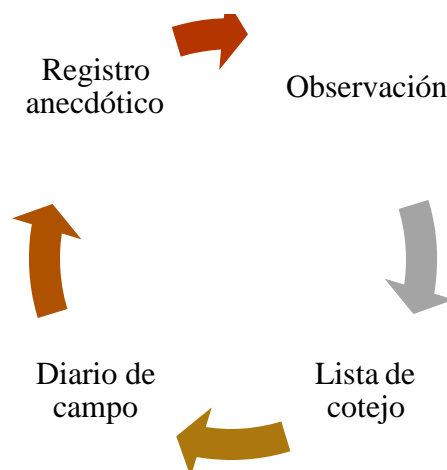 Registro
anecdótico
Observación
Lista de
cotejo
Diario de
campo